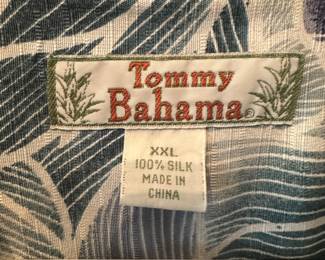 Tommy
Bahama®
XXL
100% SILK
MADE IN
CHINA